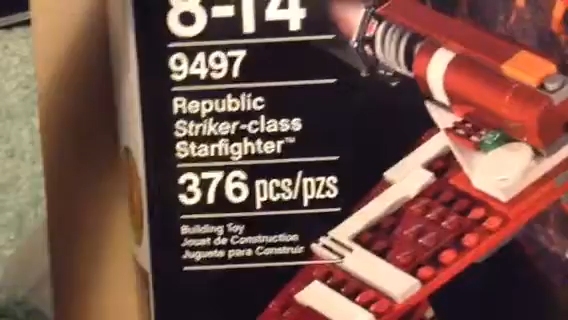 8-14
9497
Republic
Striker-class
Starfighter™
376 pcs/pzs
Building Toy
Jouet de Construction
Juguete para Construir